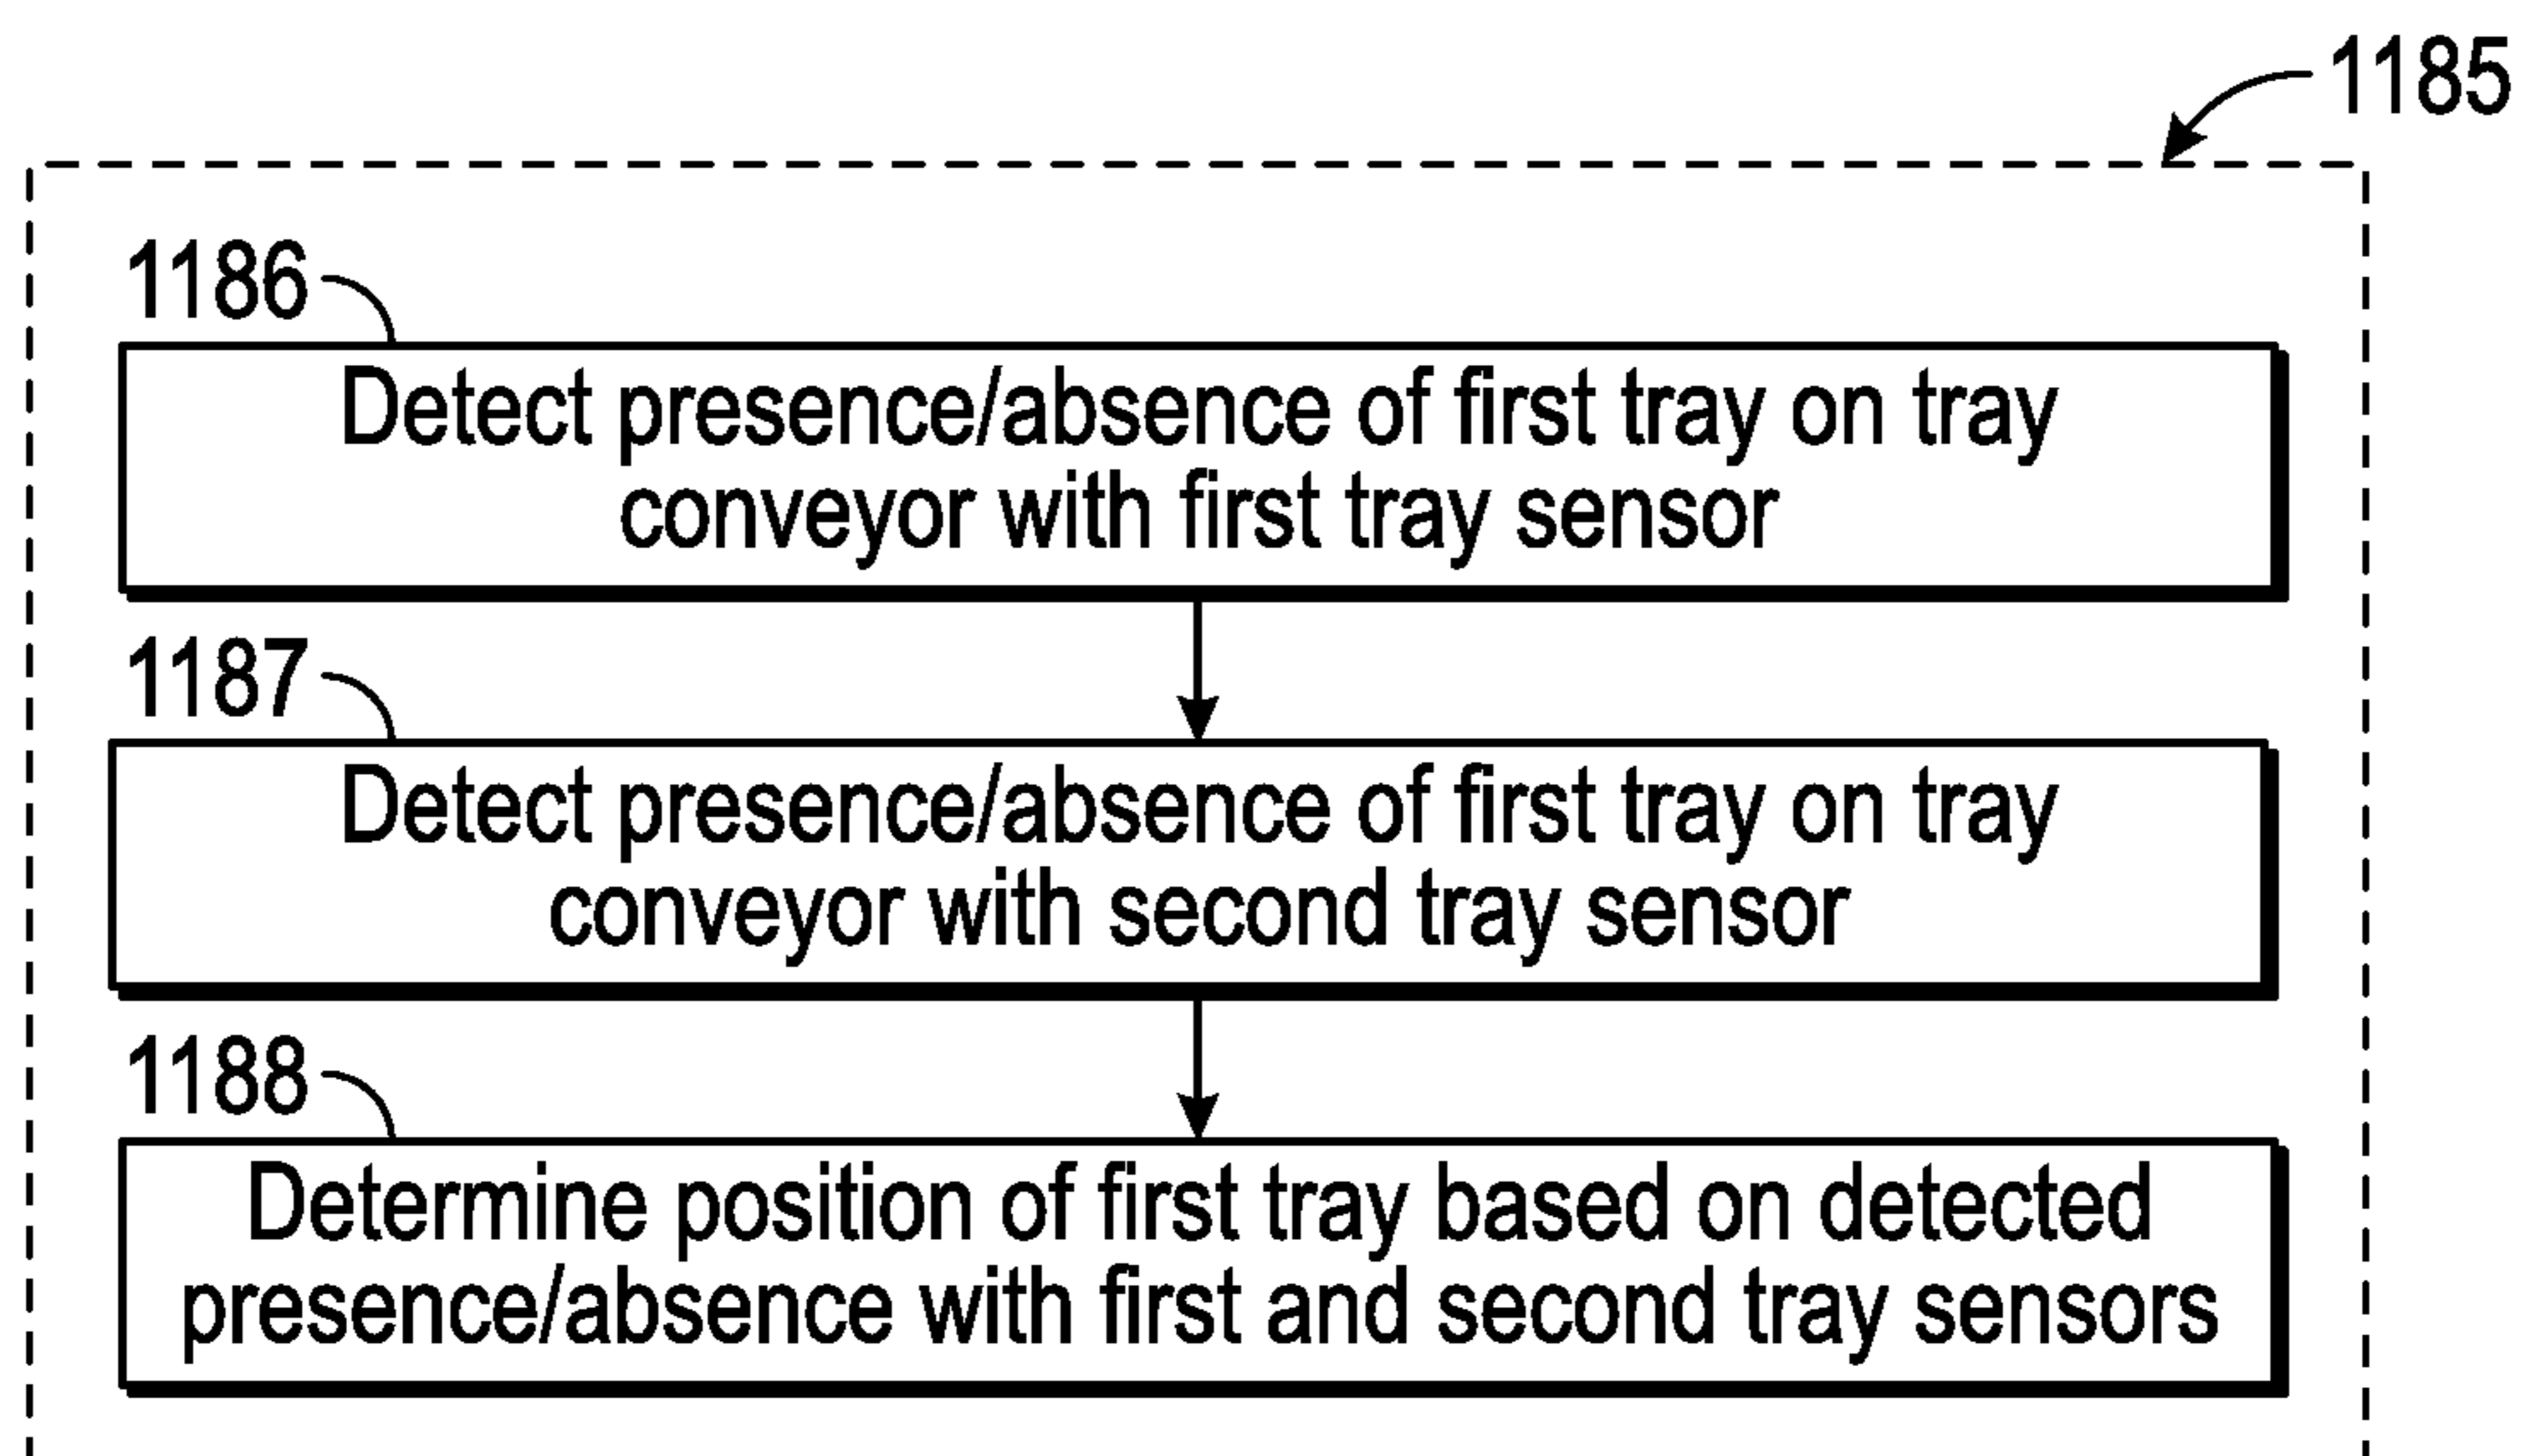 1185
1186
Detect presence/absence of first tray on tray
conveyor with first tray sensor
1187
Detect presence/absence of first tray on tray
conveyor with second tray sensor
1188
Determine position of first tray based on detected
presence/absence with first and second tray sensors